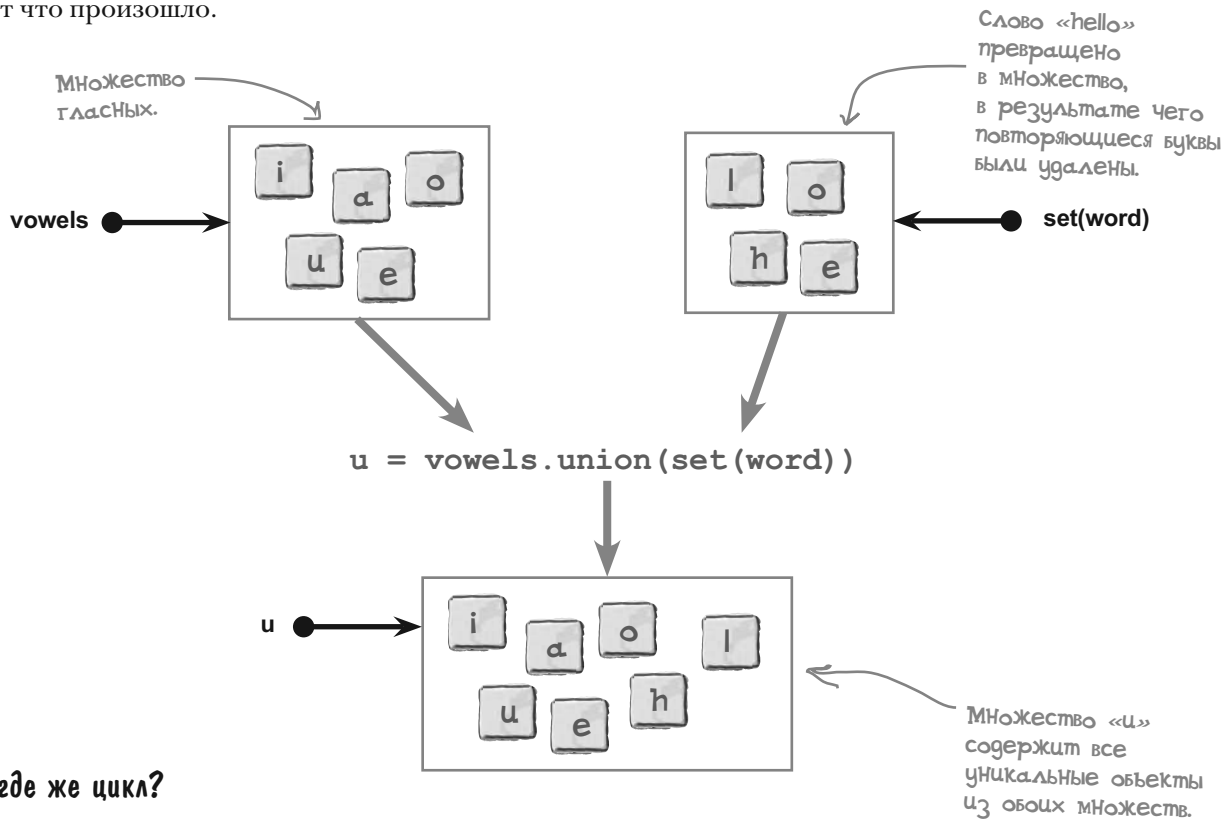 т что произошло.
Множество
гласных.
Слово «hello»
превращено
в множество,
в результате чего
повторяющиеся буквы
были удалены.
vowels
i a o
u e
l o
h e
set(word)
u = vowels.union(set(word))
u
i a o l
u e h
Множество «u»
содержит все
уникальные объекты
из обоих множеств.
где же цикл?